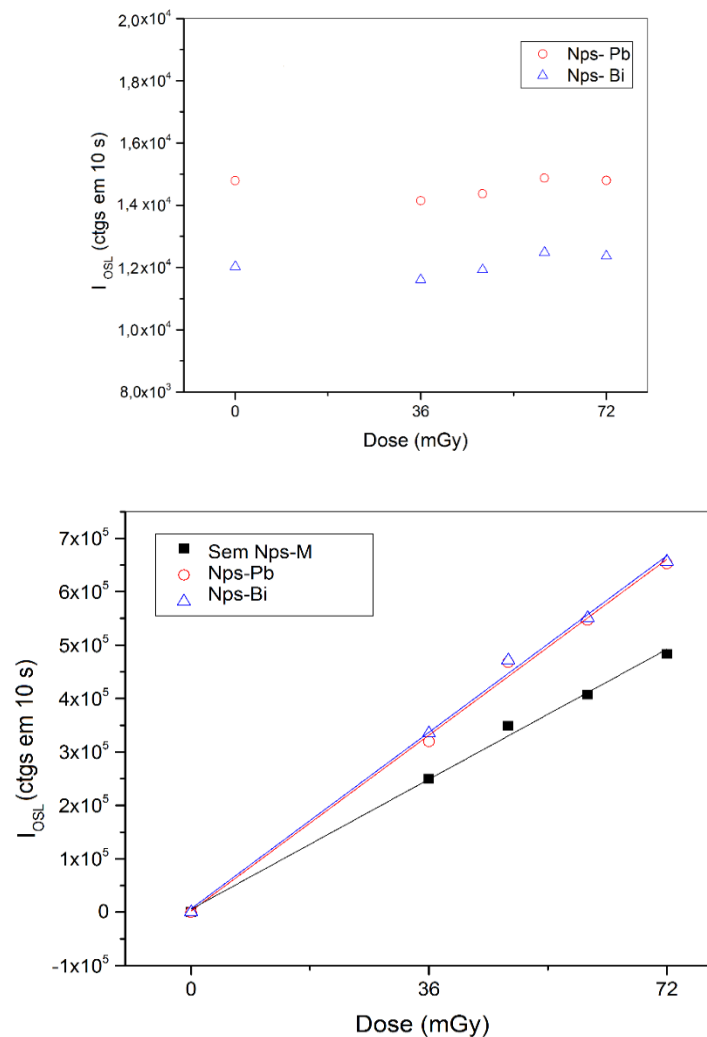 2,0x10⁴
1,8x10⁴
1,6x10⁴
1,4x10⁴
1,2x10⁴
1,0x10⁴
8,0x10³
I OSL (ctgs em 10 s)
Nps- Pb
Nps- Bi
0 36 72
Dose (mGy)
7x10⁵
6x10⁵
5x10⁵
4x10⁵
3x10⁵
2x10⁵
1x10⁵
0
-1x10⁵
I OSL (ctgs em 10 s)
Sem Nps-M
Nps-Pb
Nps-Bi
0 36 72
Dose (mGy)